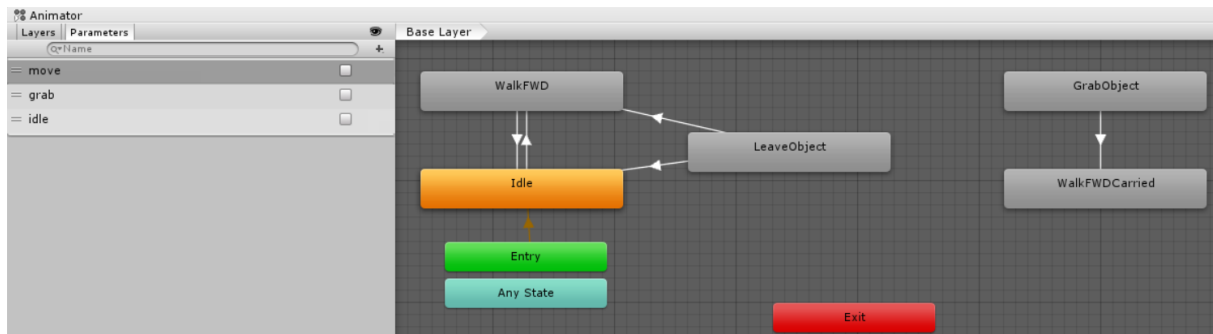 Animator
Layers Parameters
Name
Base Layer
move
grab
idle
WalkFWD
GrabObject
LeaveObject
Idle
WalkFWDCarried
Entry
Any State
Exit